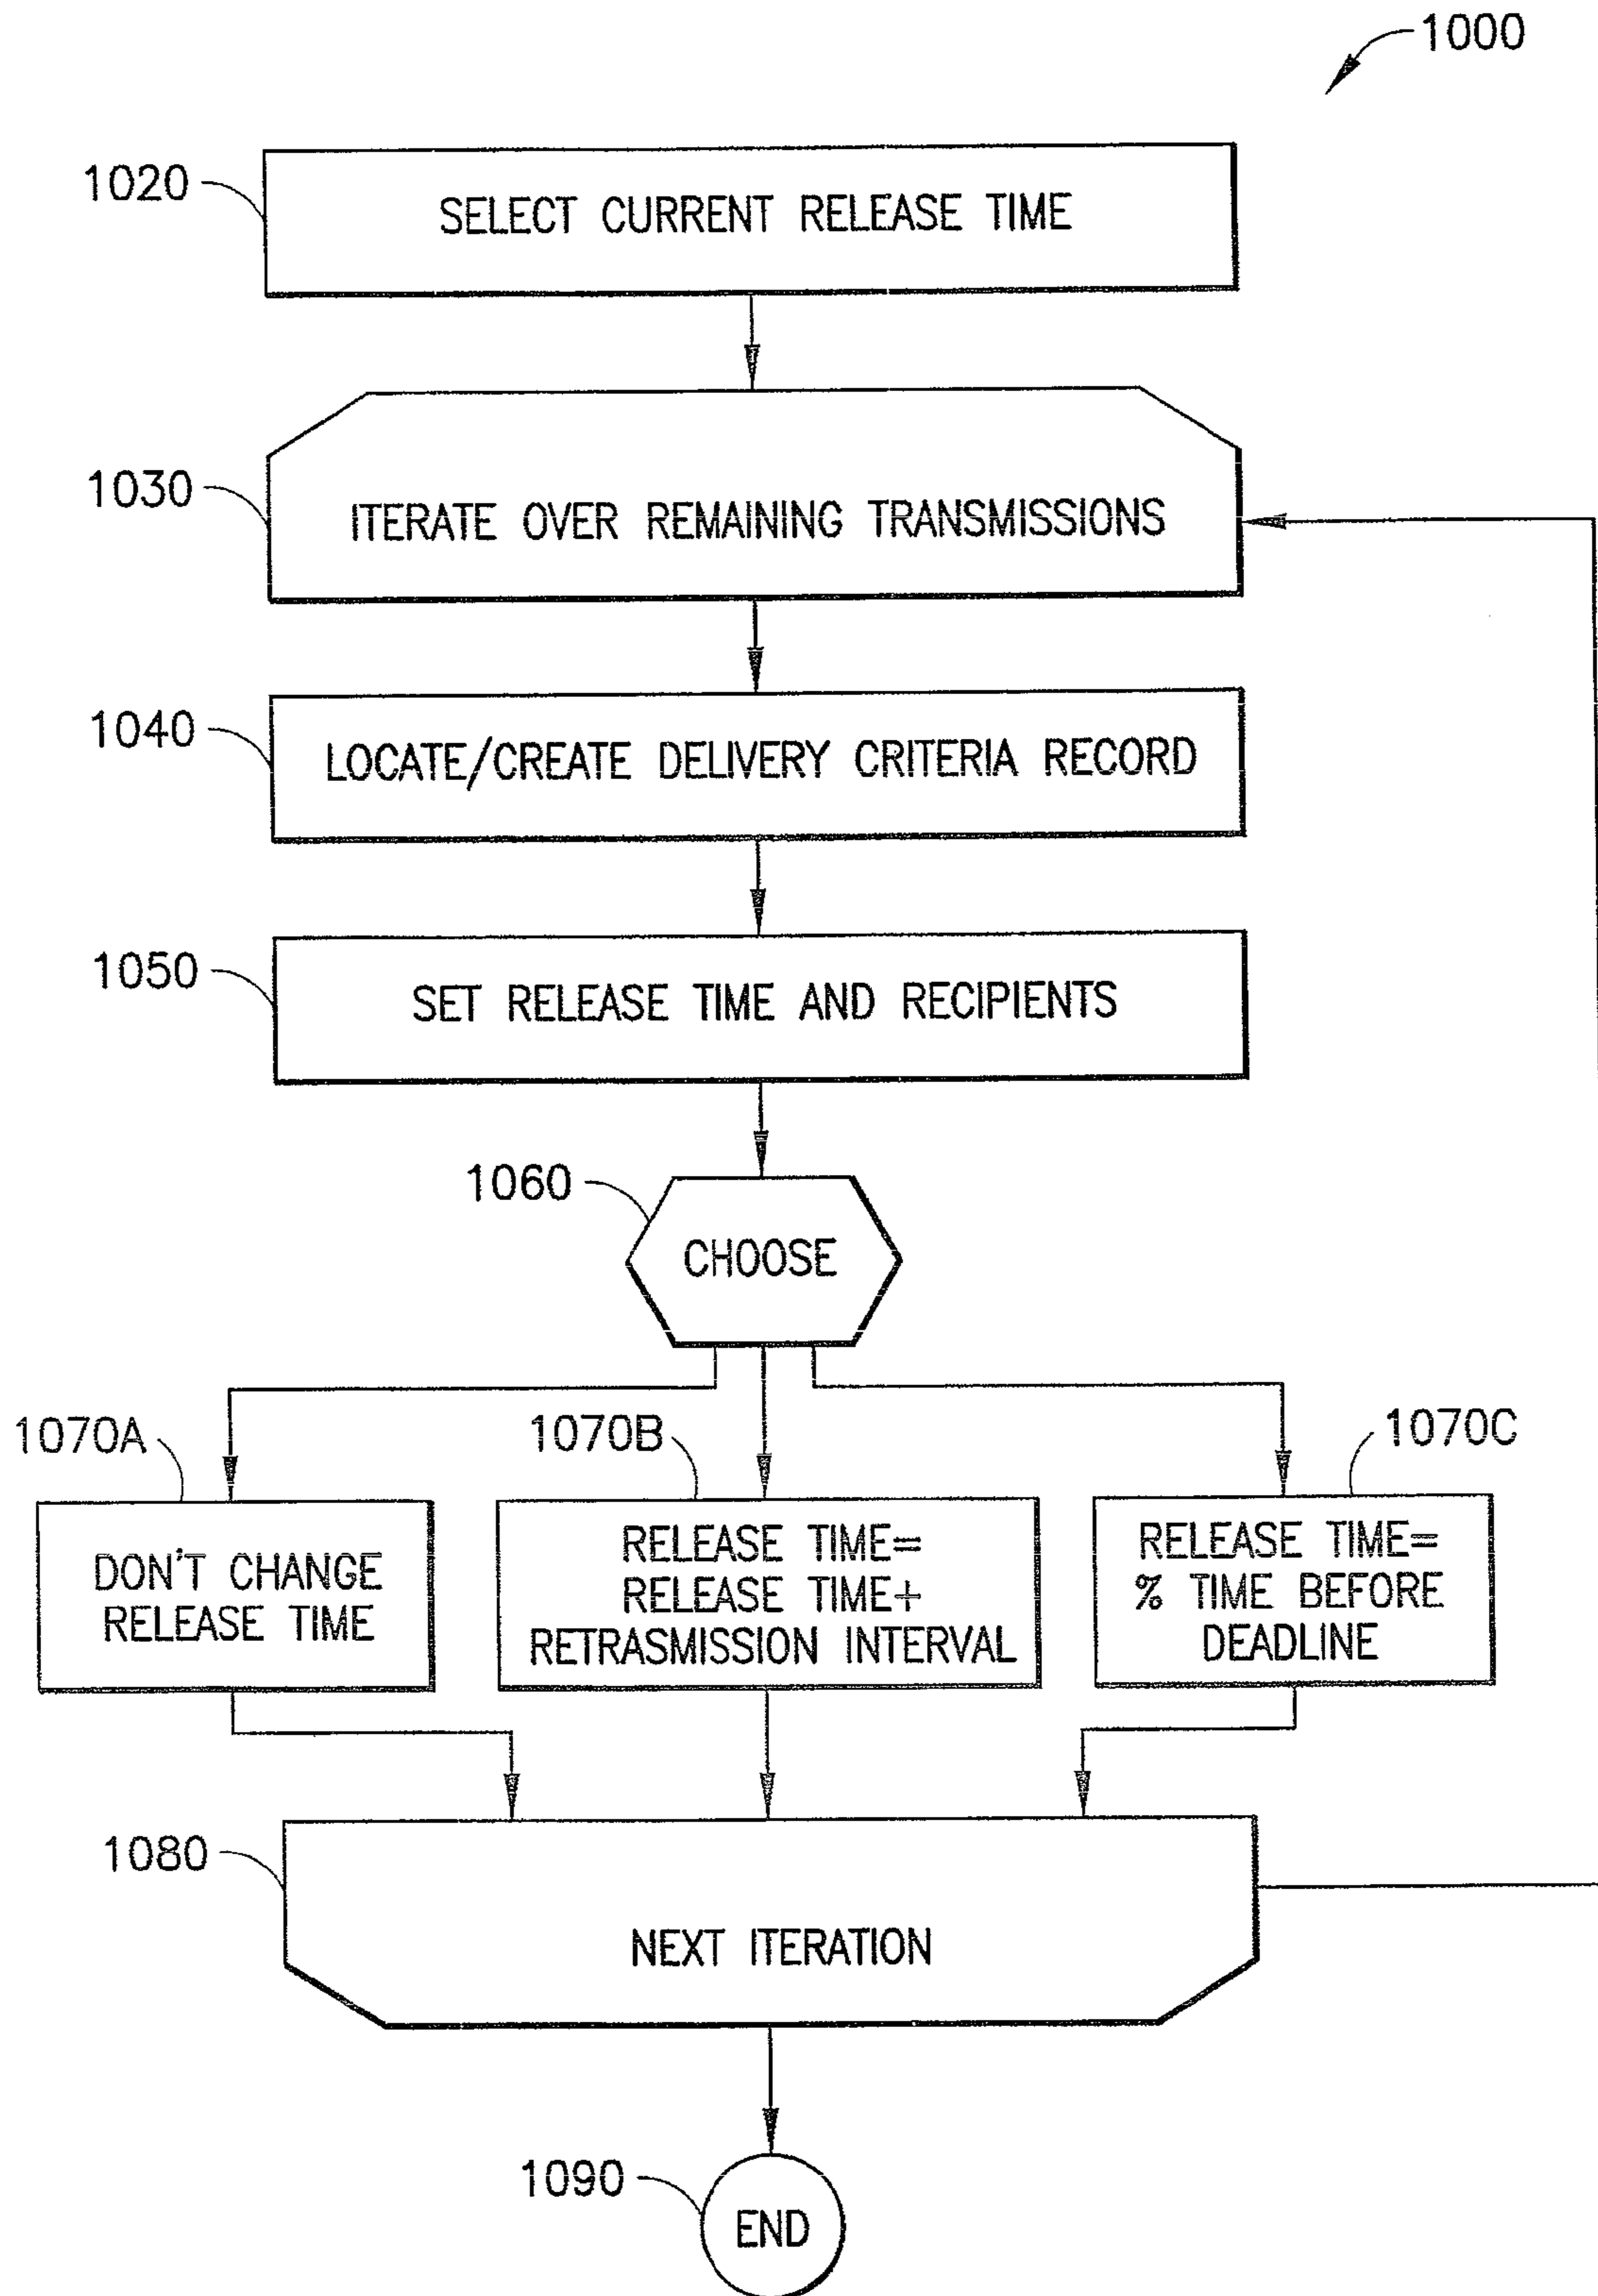 1000
1020
SELECT CURRENT RELEASE TIME
1030
ITERATE OVER REMAINING TRANSMISSIONS
1040
LOCATE/CREATE DELIVERY CRITERIA RECORD
1050
SET RELEASE TIME AND RECIPIENTS
1060
CHOOSE
1070A
DON'T CHANGE
RELEASE TIME
1070B
RELEASE TIME=
RELEASE TIME+
RETRASMISSION INTERVAL
1070C
RELEASE TIME=
% TIME BEFORE
DEADLINE
1080
NEXT ITERATION
1090
END